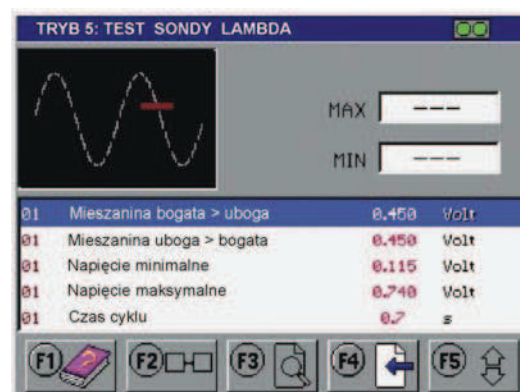 TRYB 5: TEST SONDY LAMBDA
MAX ---
MIN ---
01 Mieszanina bogata > uboga 0.450 Volt
01 Mieszanina uboga > bogata 0.450 Volt
01 Napięcie minimalne 0.115 Volt
01 Napięcie maksymalne 0.740 Volt
01 Czas cyklu 0.7 s
F1 ? F2 F3 F4 F5